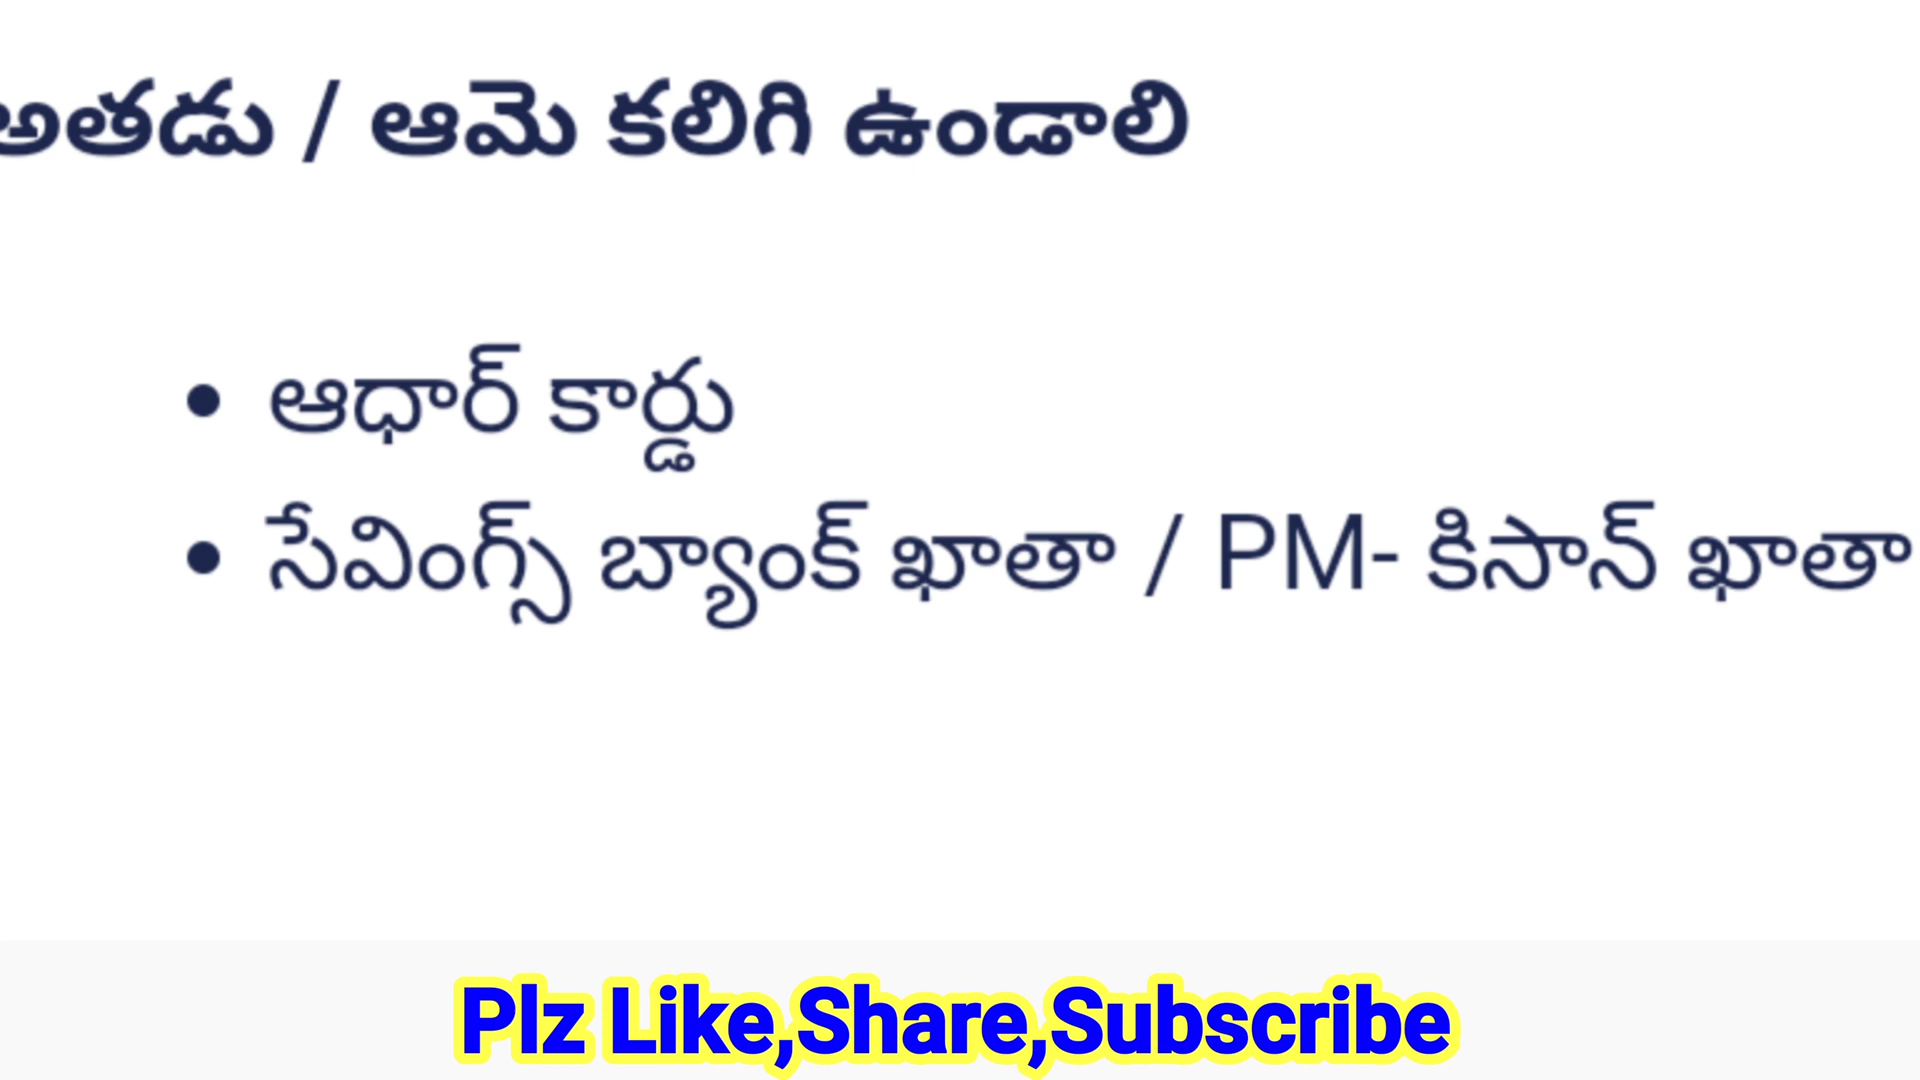 అతడు / ఆమె కలిగి ఉండాలి
• ఆధార్ కార్డు
• సేవింగ్స్ బ్యాంక్ ఖాతా / PM- కిసాన్ ఖాతా
Plz Like,Share,Subscribe